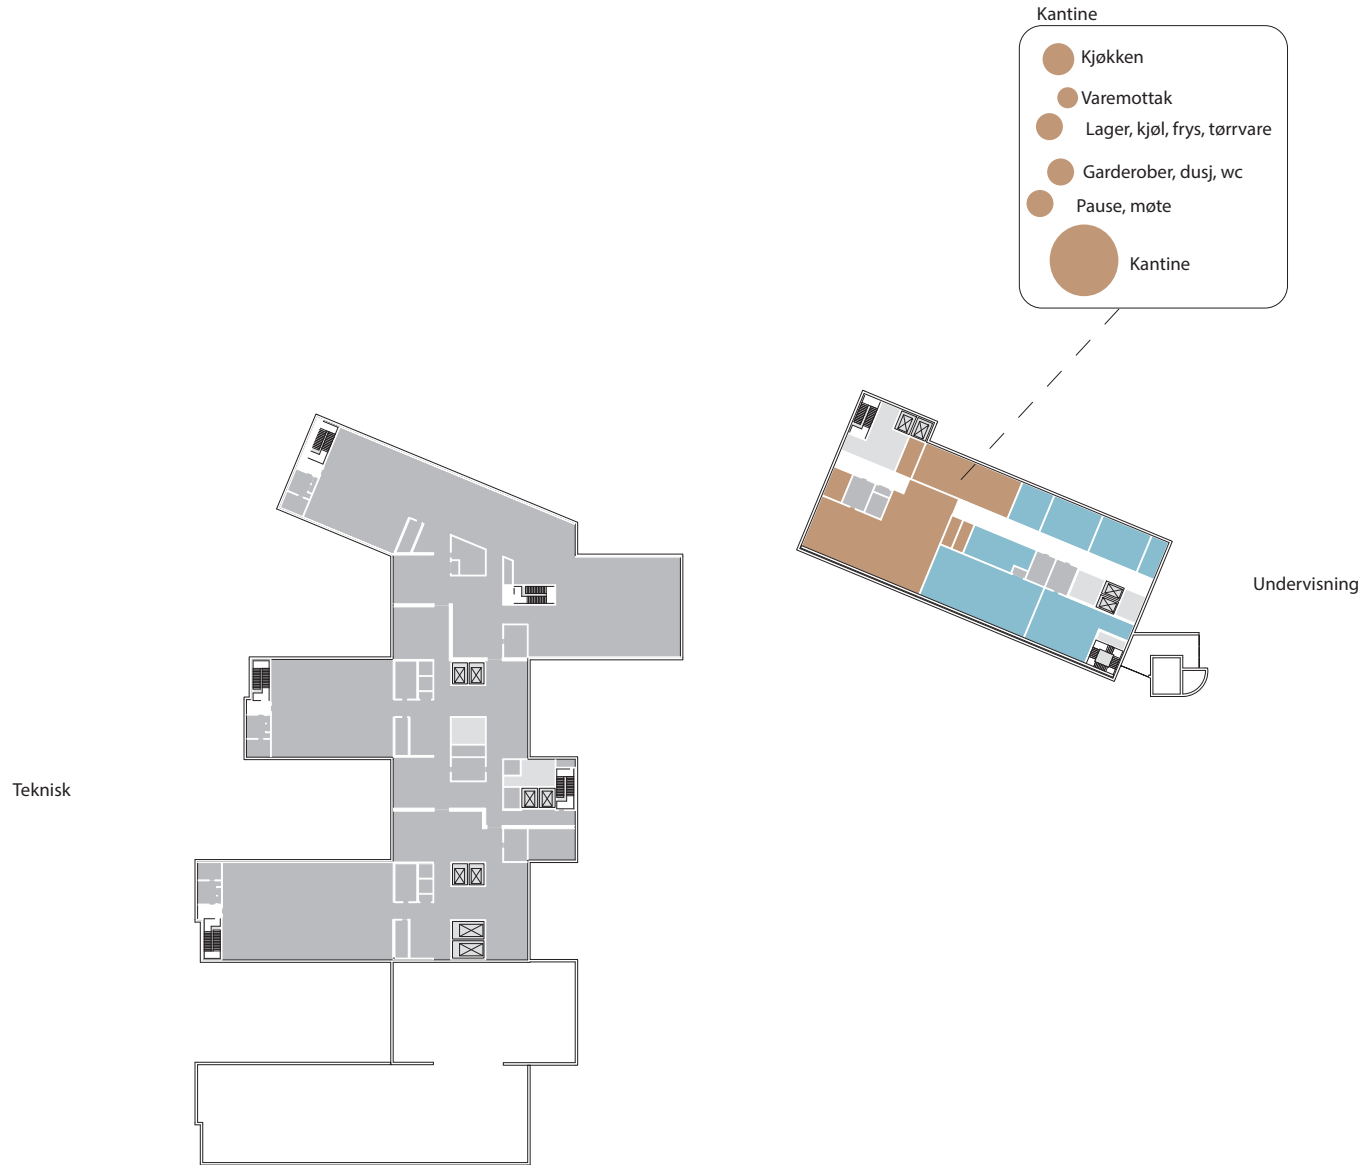 Kantine
Kjøkken
Varemottak
Lager, kjøl, frys, tørrvare
Garderober, dusj, wc
Pause, møte
Kantine
Undervisning
Teknisk